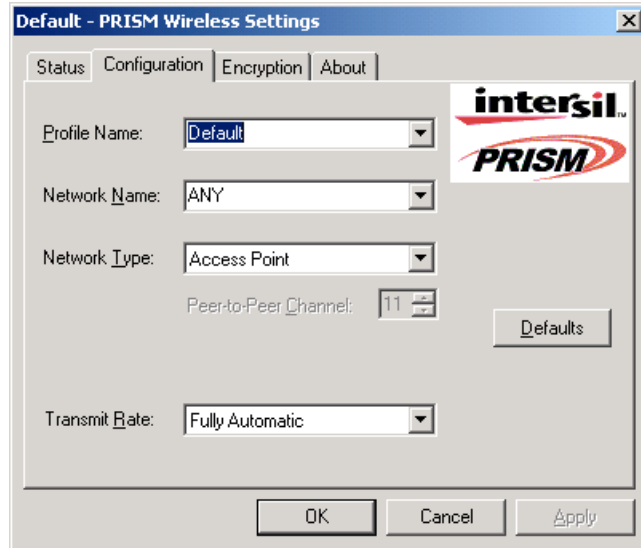 Default - PRISM Wireless Settings
Status Configuration Encryption About
intersil™
PRISM
Profile Name: Default
Network Name: ANY
Network Type: Access Point
Peer-to-Peer Channel: 11
Defaults
Transmit Rate: Fully Automatic
OK Cancel Apply